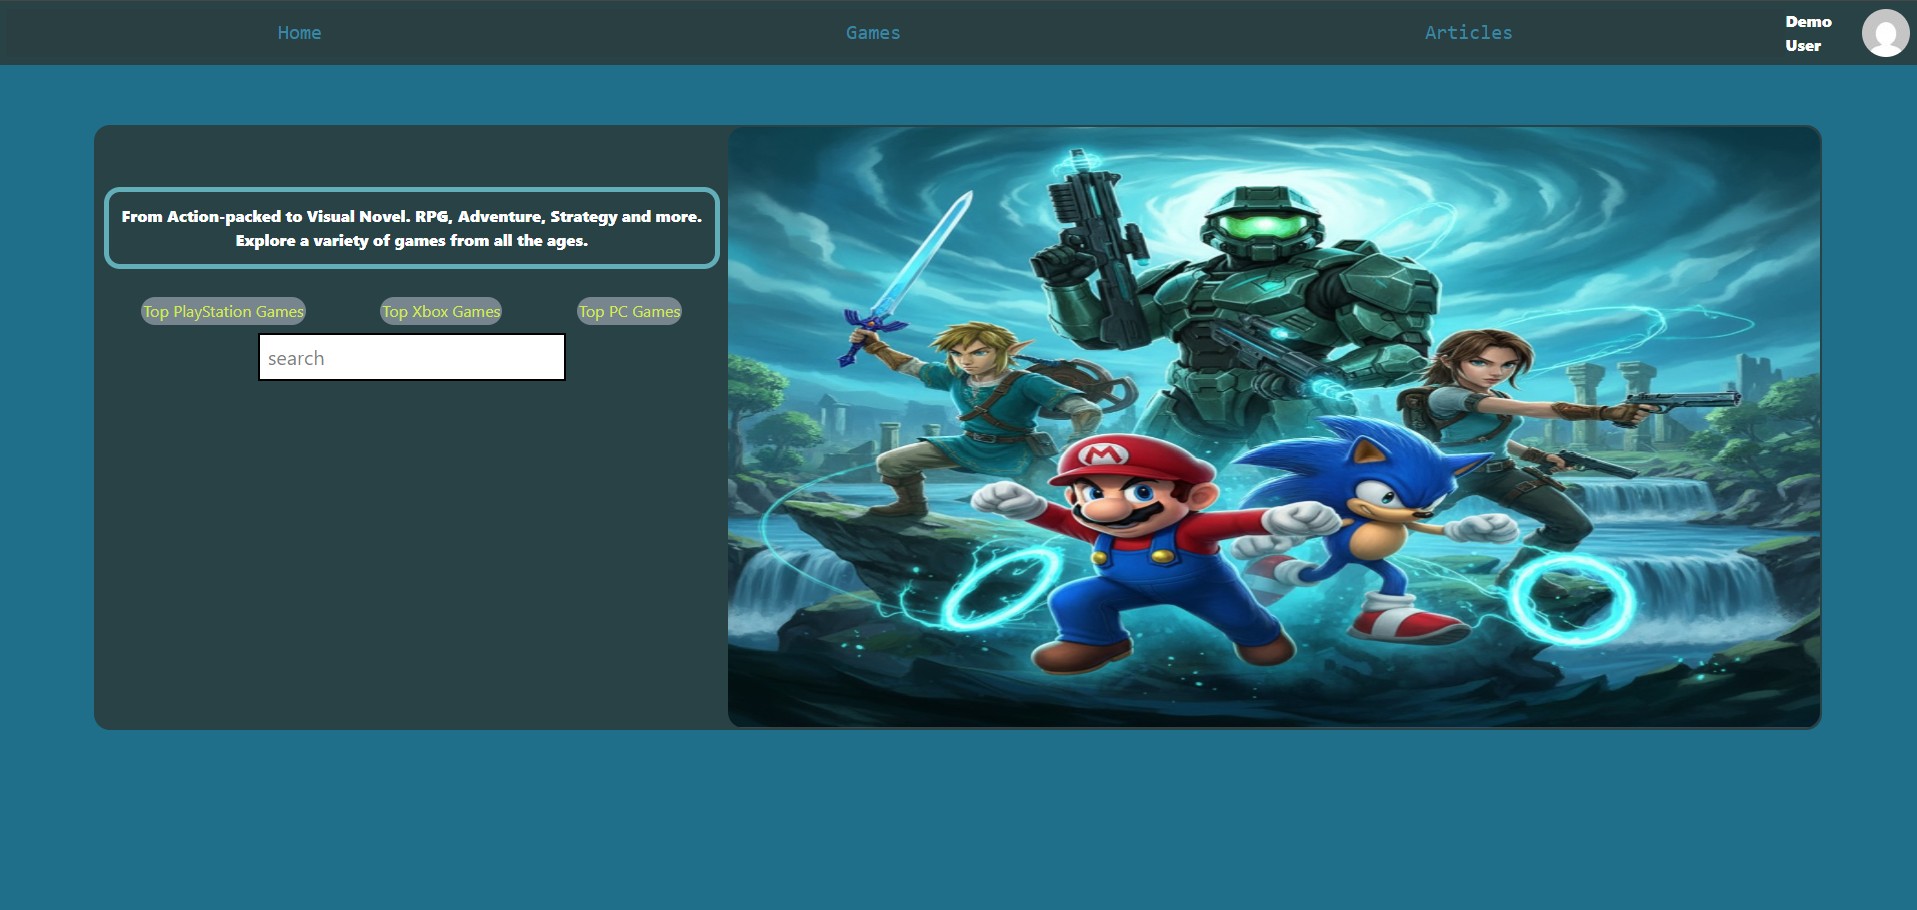 Home Games Articles Demo
User
From Action-packed to Visual Novel. RPG, Adventure, Strategy and more.
Explore a variety of games from all the ages.
Top PlayStation Games Top Xbox Games Top PC Games
search
M